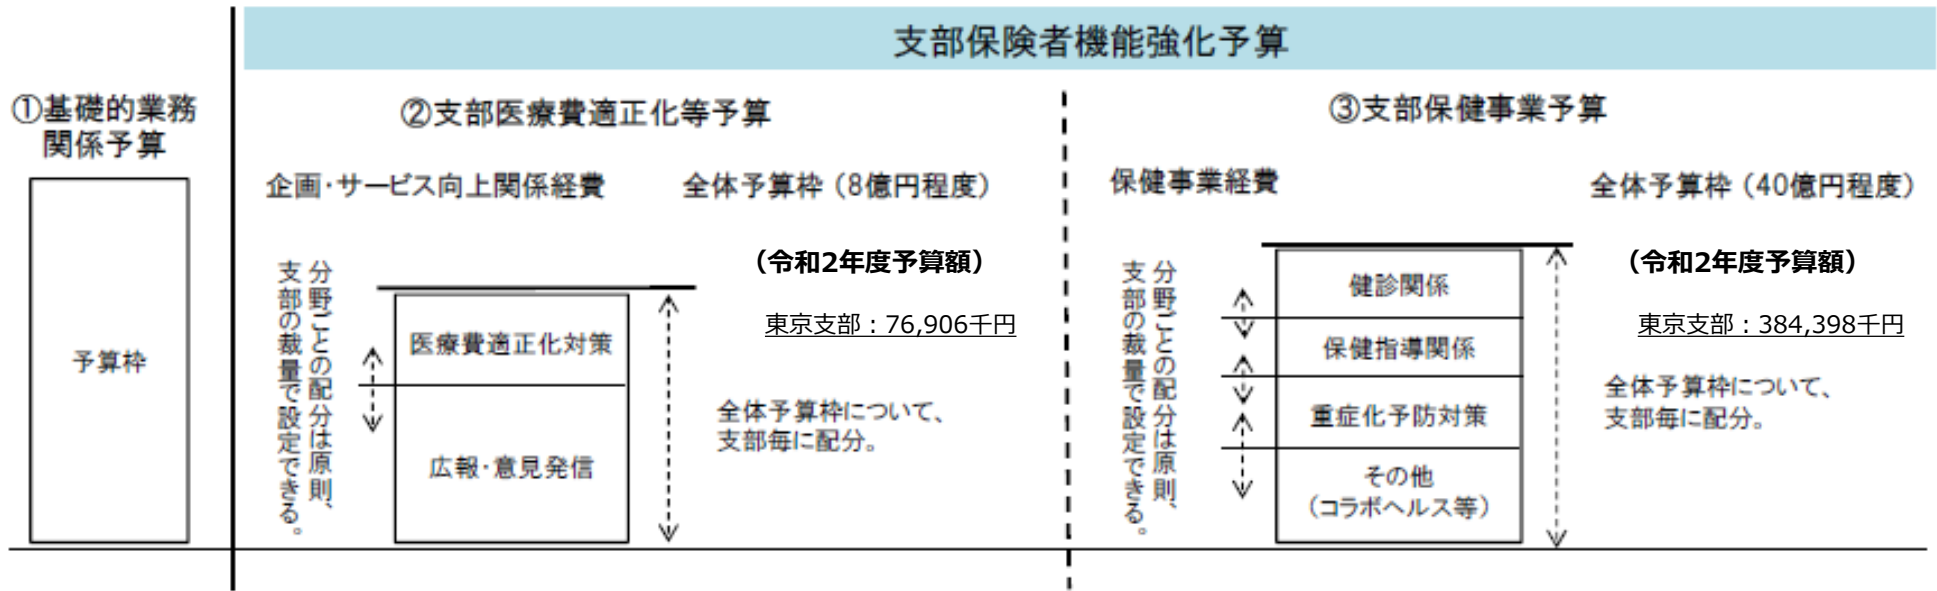 支部保険者機能強化予算
①基礎的業務
関係予算
予算枠
②支部医療費適正化等予算
企画・サービス向上関係経費
全体予算枠（8億円程度）
（令和2年度予算額）
東京支部：76,906千円
分野ごとの配分は原則、
支部の裁量で設定できる。
医療費適正化対策
広報・意見発信
全体予算枠について、
支部毎に配分。
③支部保健事業予算
保健事業経費
全体予算枠（40億円程度）
（令和2年度予算額）
東京支部：384,398千円
分野ごとの配分は原則、
支部の裁量で設定できる。
健診関係
保健指導関係
重症化予防対策
その他
（コラボヘルス等）
全体予算枠について、
支部毎に配分。